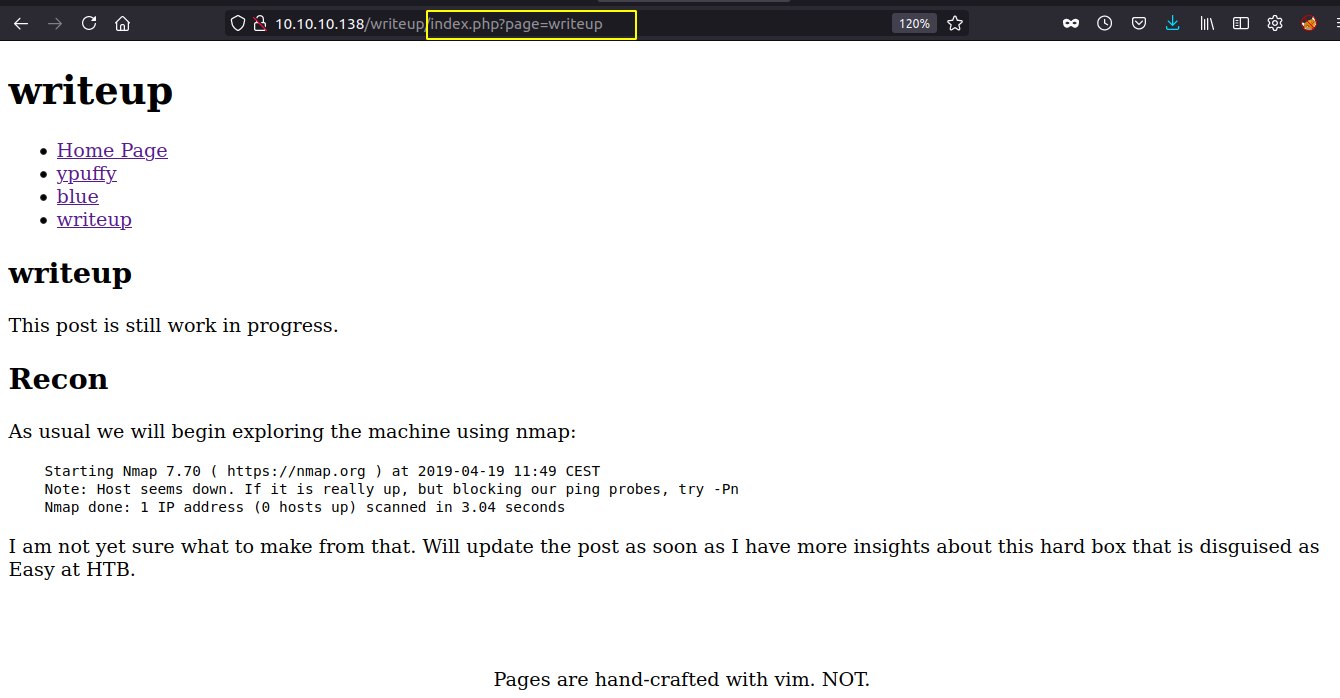 10.10.10.138/writeup/index.php?page=writeup
120%
writeup
Home Page
ypuffy
blue
writeup
writeup
This post is still work in progress.
Recon
As usual we will begin exploring the machine using nmap:
Starting Nmap 7.70 ( https://nmap.org ) at 2019-04-19 11:49 CEST
Note: Host seems down. If it is really up, but blocking our ping probes, try -Pn
Nmap done: 1 IP address (0 hosts up) scanned in 3.04 seconds
I am not yet sure what to make from that. Will update the post as soon as I have more insights about this hard box that is disguised as
Easy at HTB.
Pages are hand-crafted with vim. NOT.